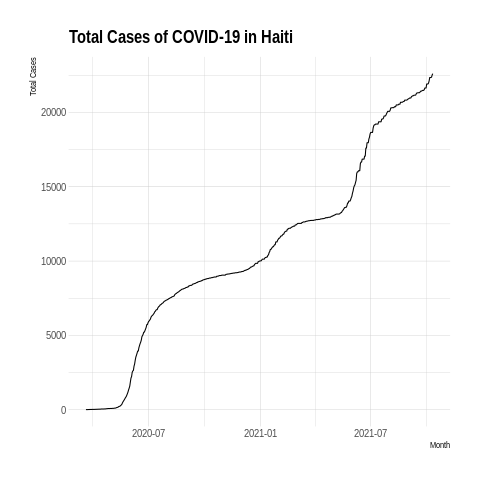 Total Cases of COVID-19 in Haiti
Total Cases
20000
15000
10000
5000
0
2020-07 2021-01 2021-07
Month